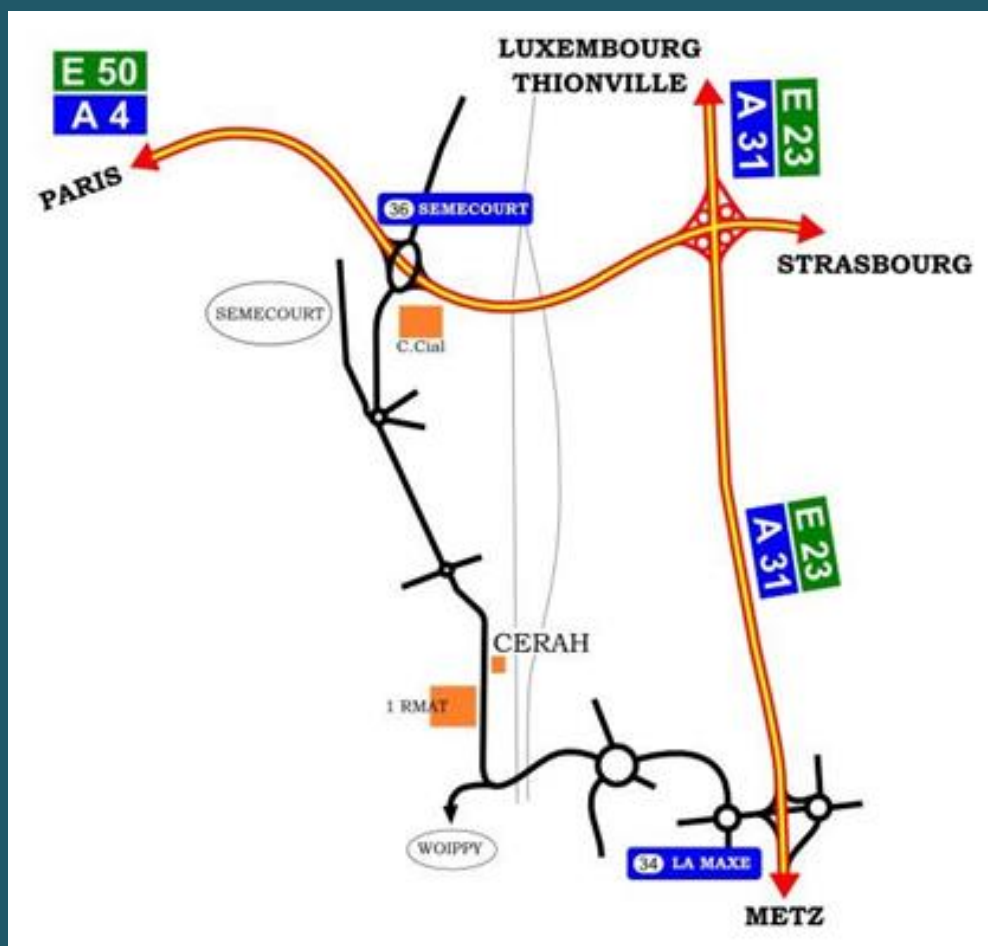 E 50
A 4
PARIS
LUXEMBOURG
THIONVILLE
A 31
E 23
36 SEMECOURT
STRASBOURG
SEMECOURT
C.Cial
A 31
E 23
CERAH
1 RMAT
WOIPPY
34 LA MAXE
METZ